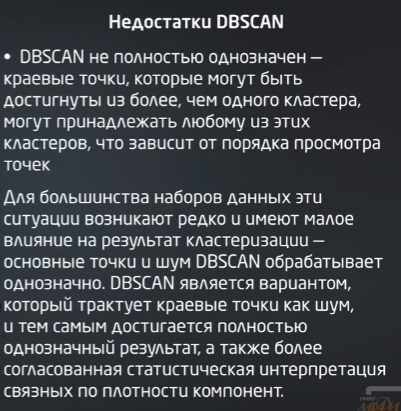 Недостатки DBSCAN
• DBSCAN не полностью однозначен —
краевые точки, которые могут быть
достигнуты из более, чем одного кластера,
могут принадлежать любому из этих
кластеров, что зависит от порядка просмотра
точек
Для большинства наборов данных эти
ситуации возникают редко и имеют малое
влияние на результат кластеризации —
основные точки и шум DBSCAN обрабатывает
однозначно. DBSCAN является вариантом,
который трактует краевые точки как шум,
и тем самым достигается полностью
однозначный результат, а также более
согласованная статистическая интерпретация
связных по плотности компонент.